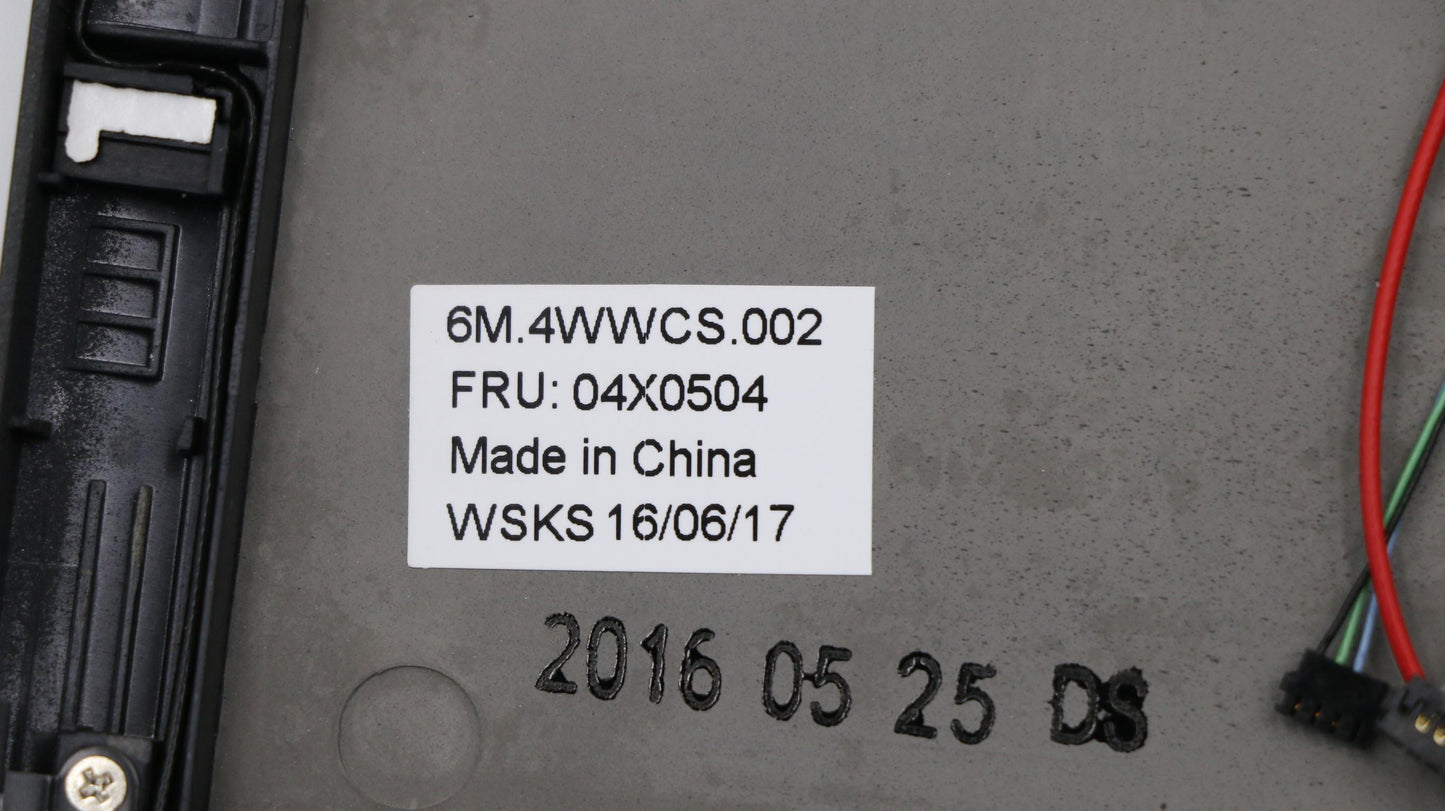 6M.4WWCS.002
FRU: 04X0504
Made in China
WSKS 16/06/17
2016 05 25 DS